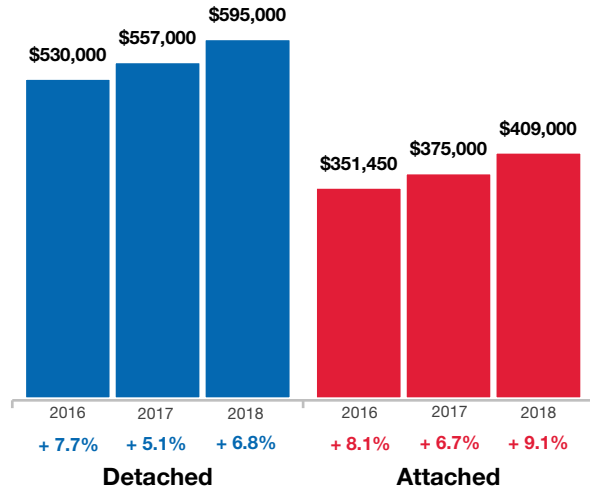 $530,000
$557,000
$595,000
$351,450
$375,000
$409,000
2016 2017 2018 2016 2017 2018
+ 7.7% + 5.1% + 6.8% + 8.1% + 6.7% + 9.1%
Detached Attached